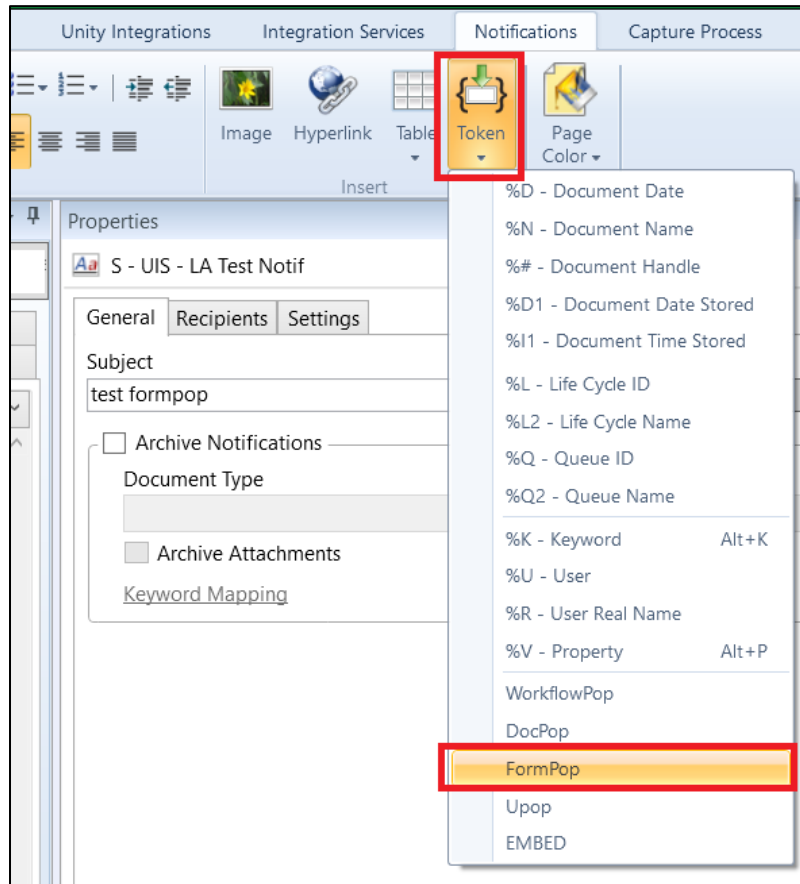 Unity Integrations Integration Services Notifications Capture Process
Image Hyperlink Table Token Page Color
Insert
Properties
Aa S - UIS - LA Test Notif
General Recipients Settings
Subject
test formpop
Archive Notifications
Document Type
Archive Attachments
Keyword Mapping
%D - Document Date
%N - Document Name
%# - Document Handle
%D1 - Document Date Stored
%I1 - Document Time Stored
%L - Life Cycle ID
%L2 - Life Cycle Name
%Q - Queue ID
%Q2 - Queue Name
%K - Keyword Alt+K
%U - User
%R - User Real Name
%V - Property Alt+P
WorkflowPop
DocPop
FormPop
Upop
EMBED